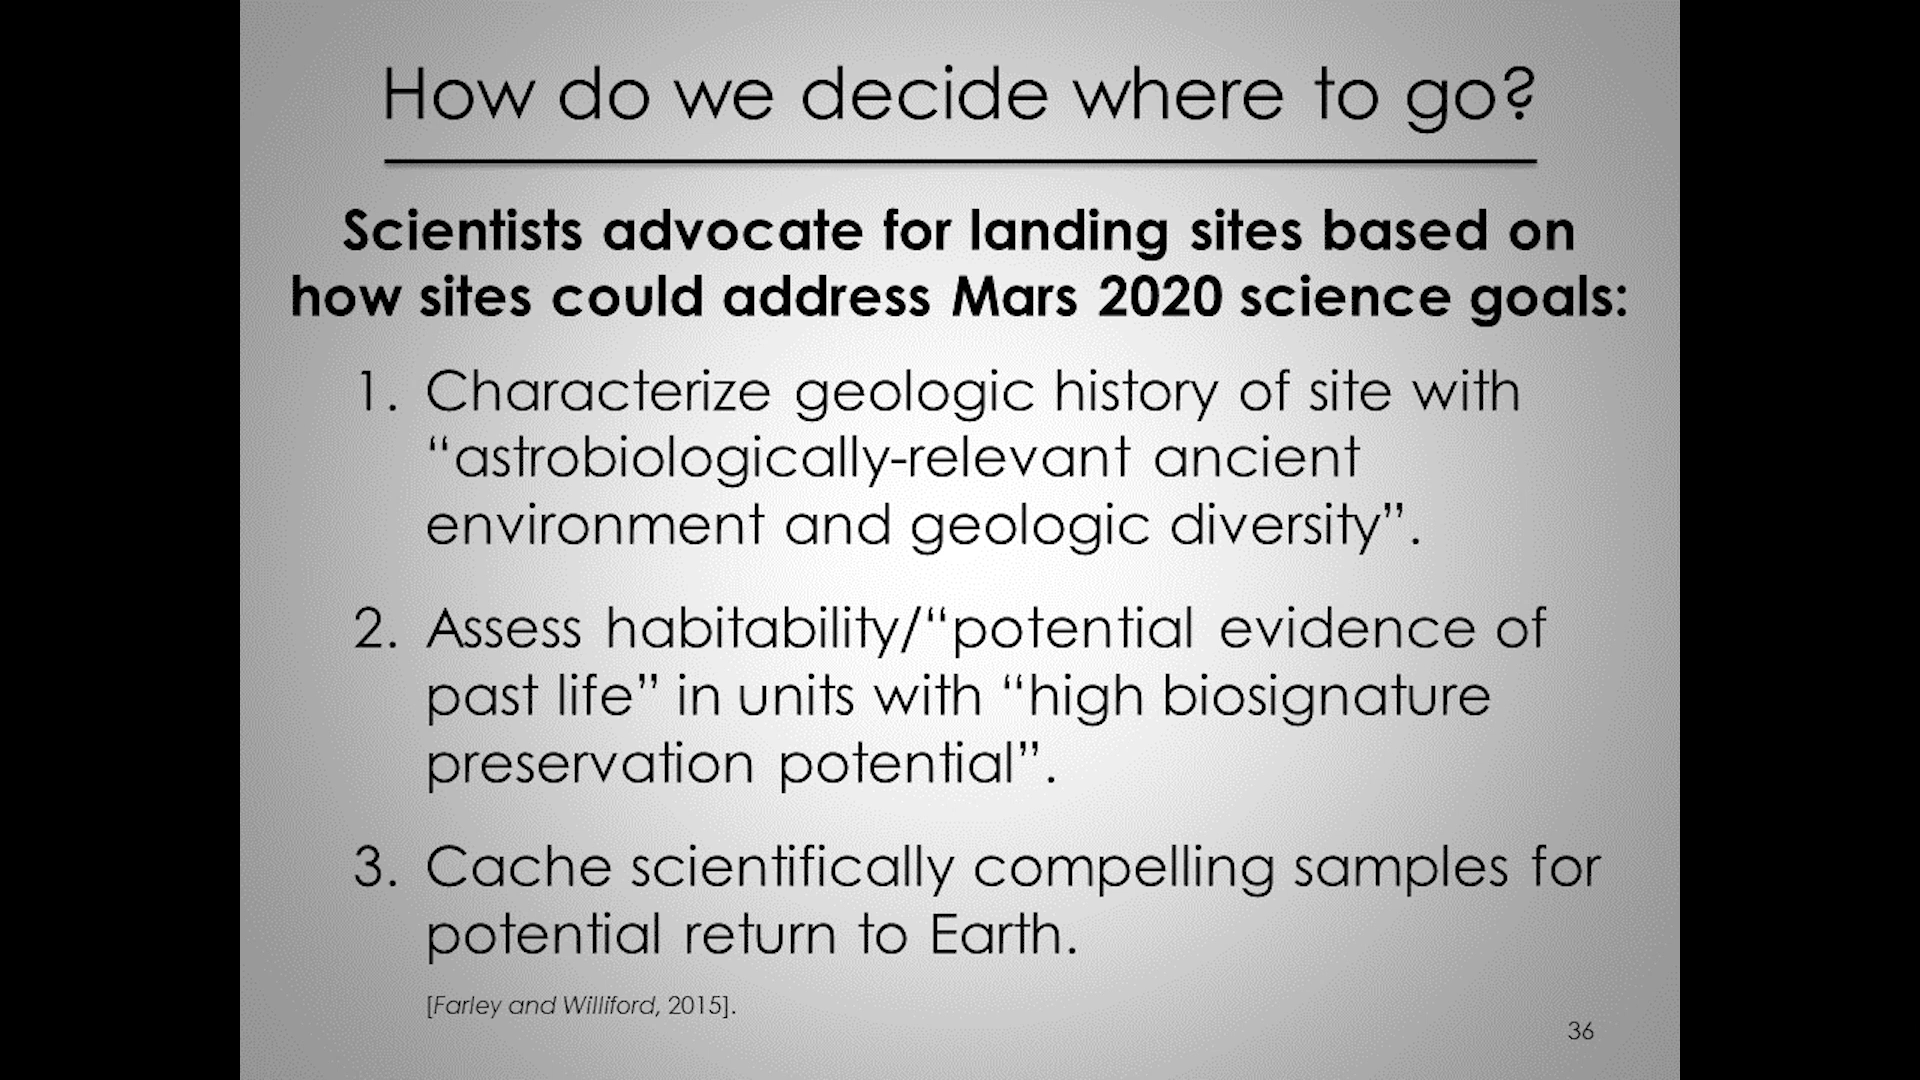 How do we decide where to go?
Scientists advocate for landing sites based on
how sites could address Mars 2020 science goals:
1. Characterize geologic history of site with
“astrobiologically-relevant ancient
environment and geologic diversity”.
2. Assess habitability/“potential evidence of
past life” in units with “high biosignature
preservation potential”.
3. Cache scientifically compelling samples for
potential return to Earth.
[Farley and Williford, 2015].
36